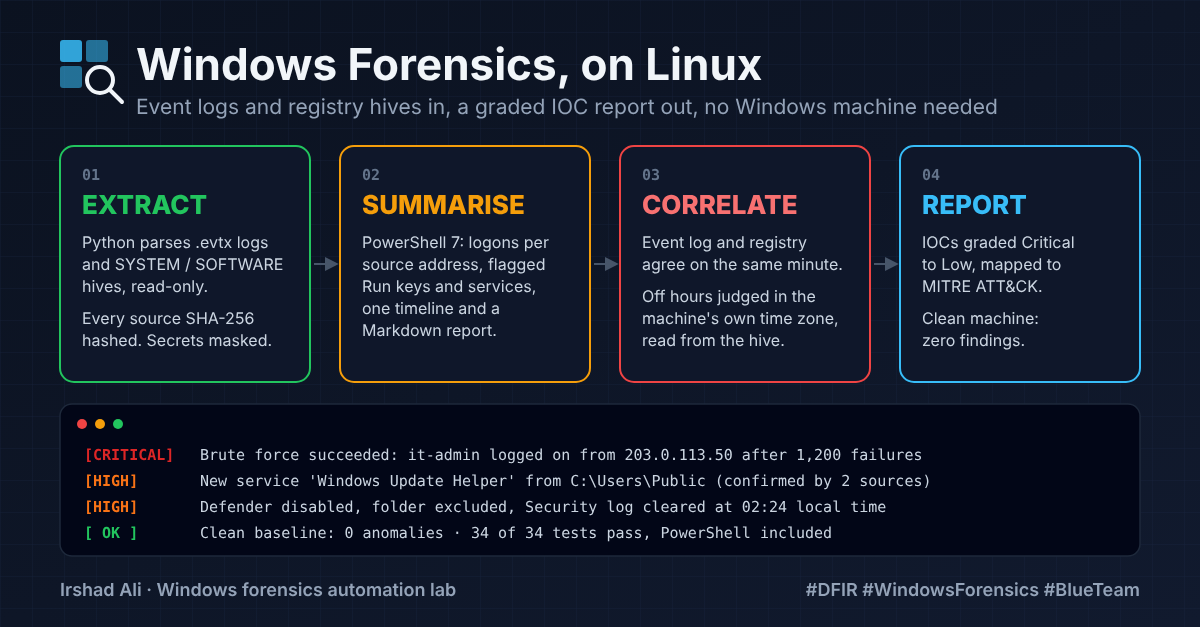 Windows Forensics, on Linux
Event logs and registry hives in, a graded IOC report out, no Windows machine needed
01
EXTRACT
Python parses .evtx logs
and SYSTEM / SOFTWARE
hives, read-only.
Every source SHA-256
hashed. Secrets masked.
02
SUMMARISE
PowerShell 7: logons per
source address, flagged
Run keys and services,
one timeline and a
Markdown report.
03
CORRELATE
Event log and registry
agree on the same minute.
Off hours judged in the
machine's own time zone,
read from the hive.
04
REPORT
IOCs graded Critical
to Low, mapped to
MITRE ATT&CK.
Clean machine:
zero findings.
[CRITICAL] Brute force succeeded: it-admin logged on from 203.0.113.50 after 1,200 failures
[HIGH] New service 'Windows Update Helper' from C:\Users\Public (confirmed by 2 sources)
[HIGH] Defender disabled, folder excluded, Security log cleared at 02:24 local time
[ OK ] Clean baseline: 0 anomalies · 34 of 34 tests pass, PowerShell included
Irshad Ali · Windows forensics automation lab
#DFIR #WindowsForensics #BlueTeam